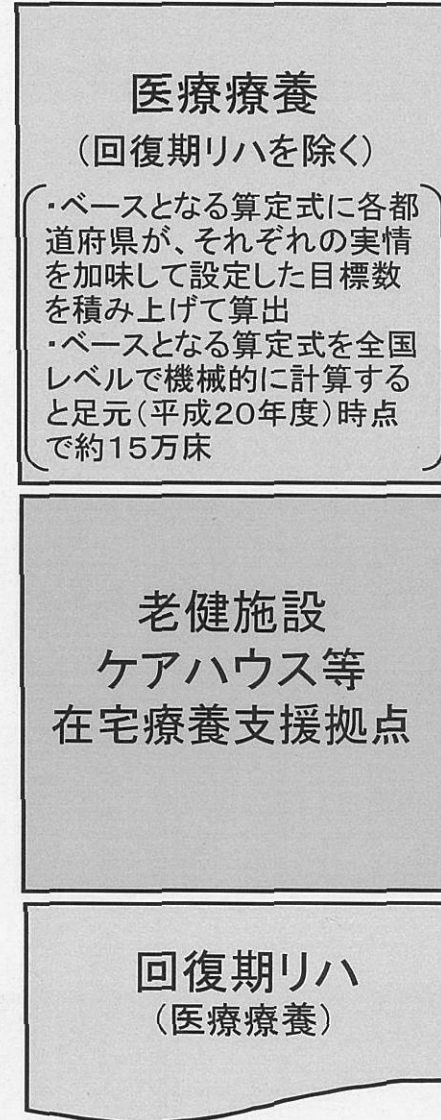 医療療養
(回復期リハを除く)
・ベースとなる算定式に各都
道府県が、それぞれの実情
を加味して設定した目標数
を積み上げて算出
・ベースとなる算定式を全国
レベルで機械的に計算する
と足元(平成20年度)時点
で約15万床
老健施設
ケアハウス等
在宅療養支援拠点
回復期リハ
(医療療養)